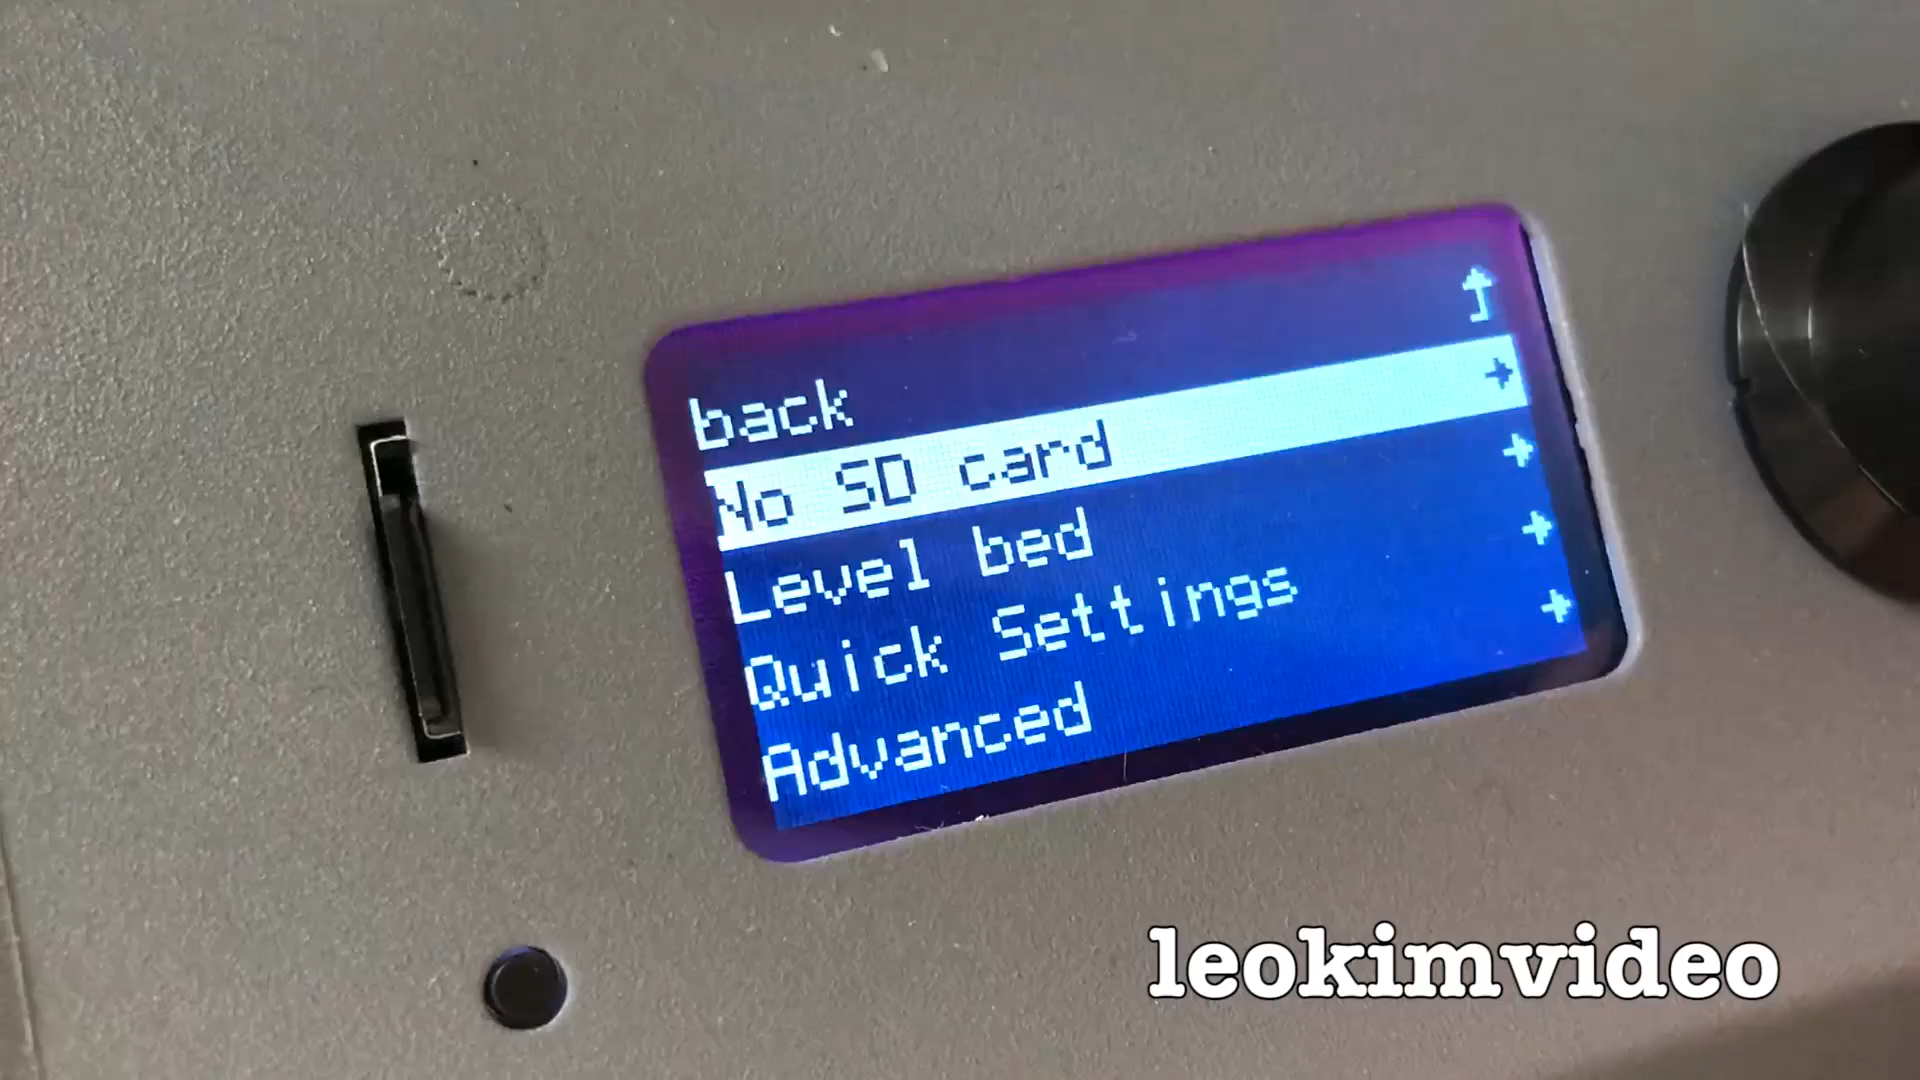 back
No SD card
Level bed
Quick Settings
Advanced
leokimvideo